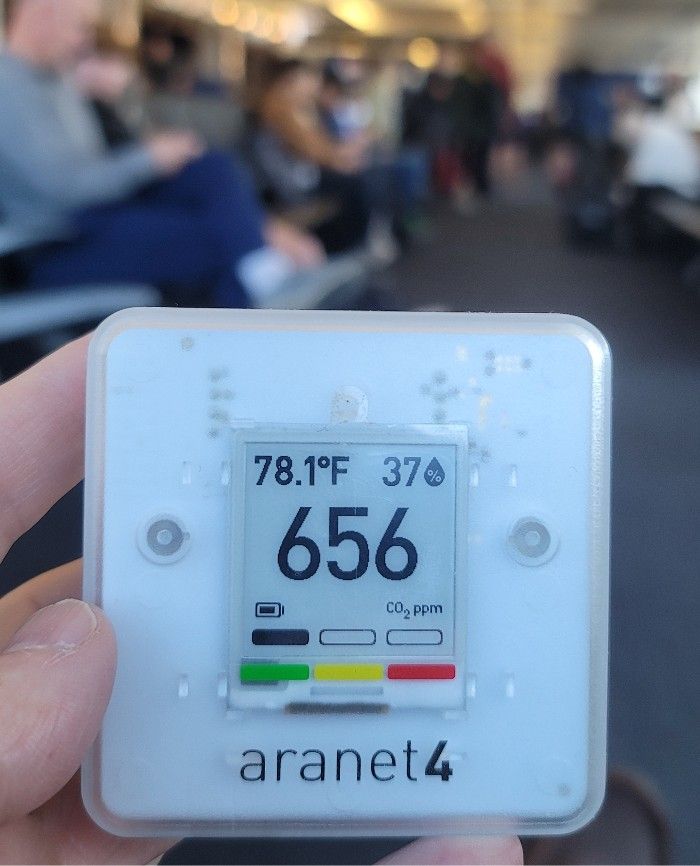 78.1°F 37%
656
CO₂ ppm
aranet4